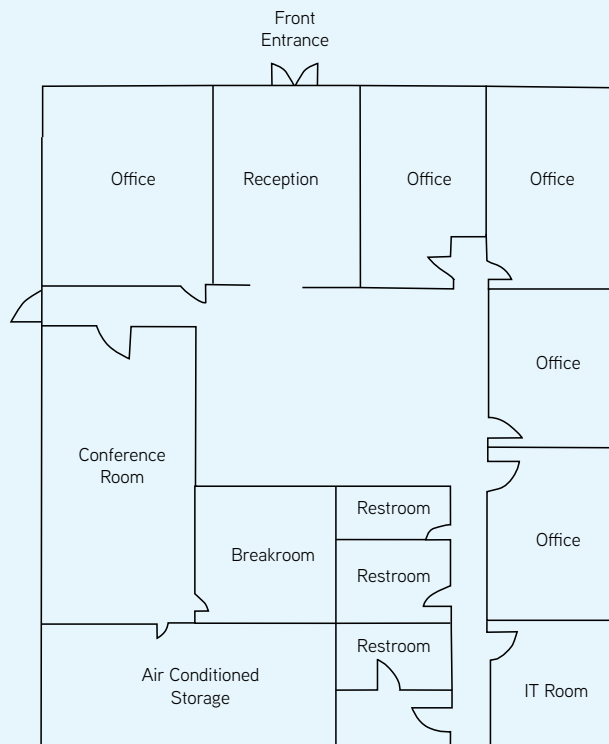 Front
Entrance
Office
Reception
Office
Office
Office
Conference
Room
Restroom
Breakroom
Office
Restroom
Restroom
Air Conditioned
Storage
IT Room